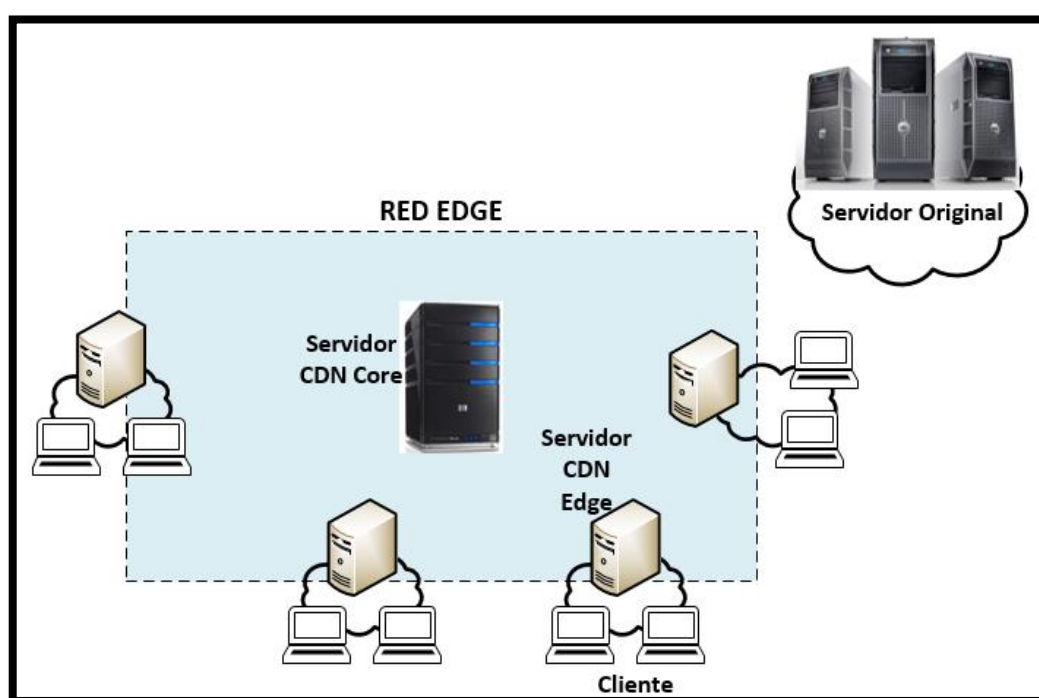 Servidor Original
RED EDGE
Servidor
CDN Core
Servidor
CDN
Edge
Cliente